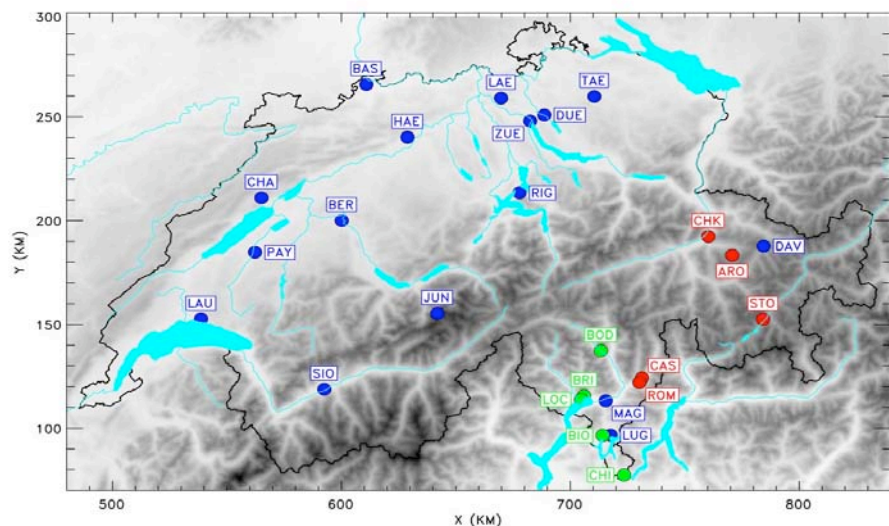 300
250
200
150
100
Y (KM)
BAS
LAE
TAE
HAE
ZUE
DUE
CHA
BER
RIG
PAY
CHK
DAV
ARO
LAU
JUN
STO
BOD
SIO
BRI
CAS
LOC
ROM
MAG
BIO
LUG
CHI
500
600
700
800
X (KM)